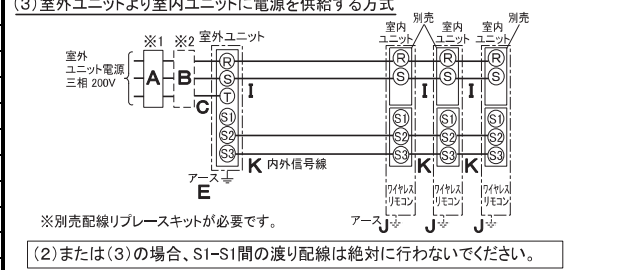 (3)室外ユニットより室内ユニットに電源を供給する方式
※1 ※2 室外ユニット
室外
ユニット電源
三相 200V
A B C
R
S
T
S1
S2
S3
I
K 内外信号線
アース
E
別売
別売
室内
ユニット
室内
ユニット
室内
ユニット
R R R
S S S
I I
S1 S1 S1
S2 S2 S2
S3 S3 S3
K K
ワイヤレス
リモコン
ワイヤレス
リモコン
ワイヤレス
リモコン
アース J J J
※別売配線リプレースキットが必要です。
(2)または(3)の場合、S1-S1間の渡り配線は絶対に行わないでください。